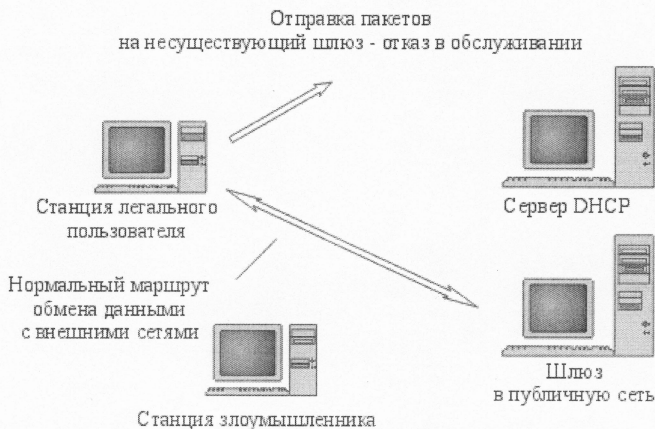 Отправка пакетов
на несуществующий шлюз - отказ в обслуживании
Станция легального
пользователя
Сервер DHCP
Нормальный маршрут
обмена данными
с внешними сетями
Шлюз
в публичную сеть
Станция злоумышленника